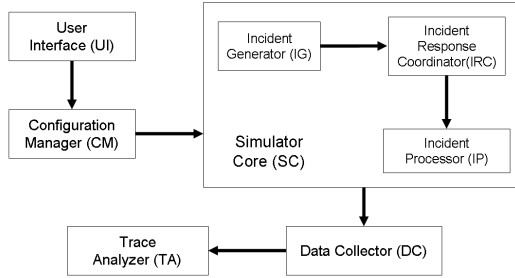 User
Interface (UI)
Incident
Generator (IG)
Incident
Response
Coordinator(IRC)
Configuration
Manager (CM)
Simulator
Core (SC)
Incident
Processor (IP)
Trace
Analyzer (TA)
Data Collector (DC)